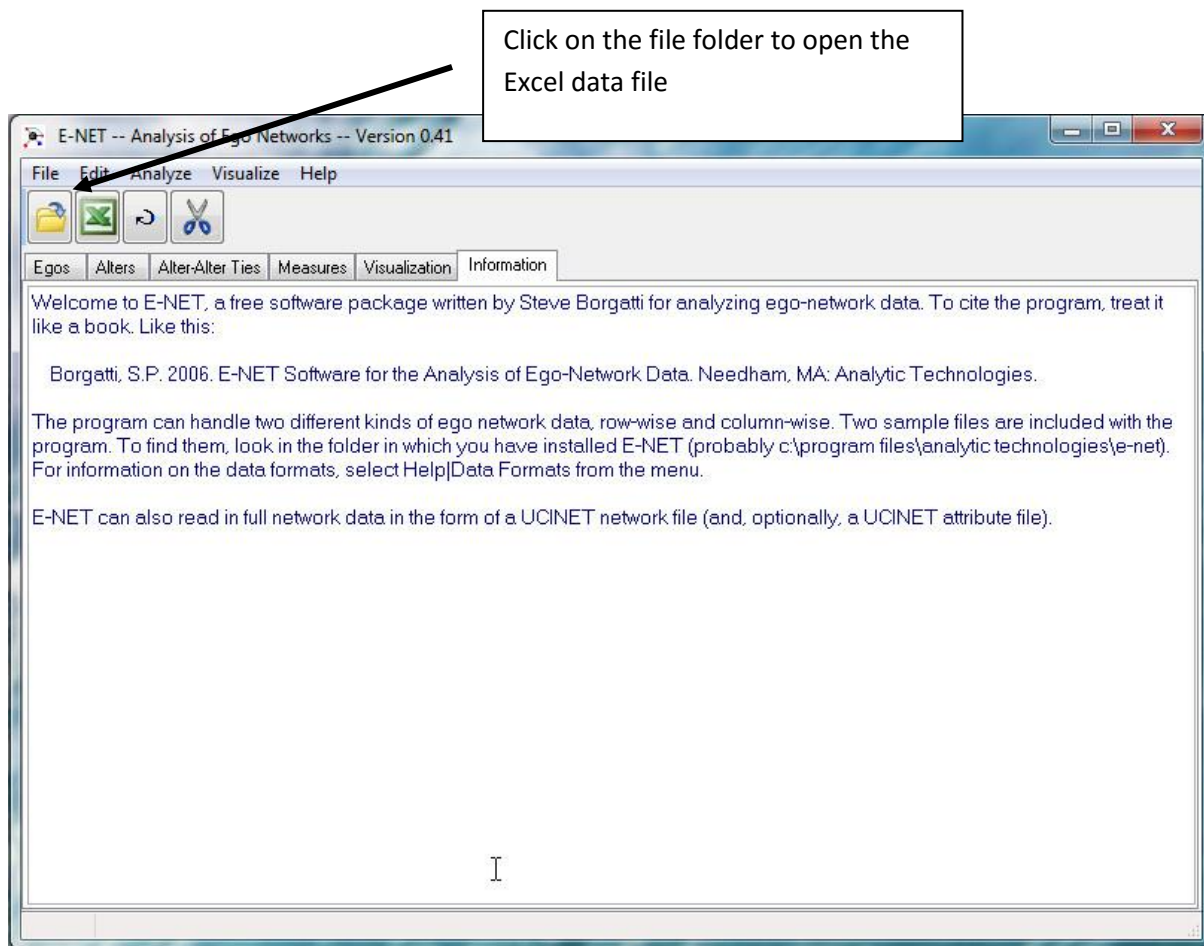 Click on the file folder to open the
Excel data file
E-NET -- Analysis of Ego Networks -- Version 0.41
File Edit Analyze Visualize Help
Egos Alters Alter-Alter Ties Measures Visualization Information
Welcome to E-NET, a free software package written by Steve Borgatti for analyzing ego-network data. To cite the program, treat it
like a book. Like this:
Borgatti, S.P. 2006. E-NET Software for the Analysis of Ego-Network Data. Needham, MA: Analytic Technologies.
The program can handle two different kinds of ego network data, row-wise and column-wise. Two sample files are included with the
program. To find them, look in the folder in which you have installed E-NET (probably c:\program files\analytic technologies\e-net).
For information on the data formats, select Help|Data Formats from the menu.
E-NET can also read in full network data in the form of a UCINET network file (and, optionally, a UCINET attribute file).